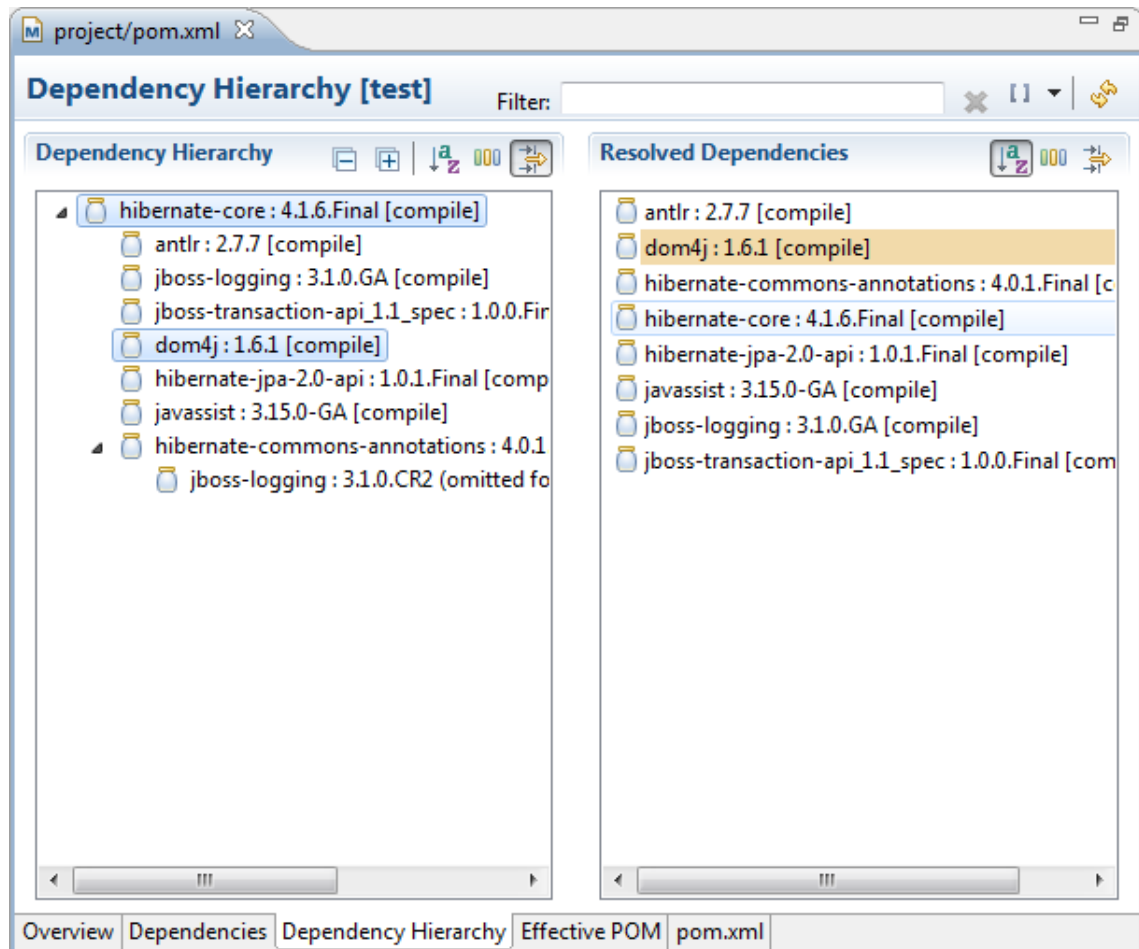 project/pom.xml
Dependency Hierarchy [test]
Filter:
Dependency Hierarchy
hibernate-core : 4.1.6.Final [compile]
antlr : 2.7.7 [compile]
jboss-logging : 3.1.0.GA [compile]
jboss-transaction-api_1.1_spec : 1.0.0.Fin
dom4j : 1.6.1 [compile]
hibernate-jpa-2.0-api : 1.0.1.Final [comp
javassist : 3.15.0-GA [compile]
hibernate-commons-annotations : 4.0.1
jboss-logging : 3.1.0.CR2 (omitted fo
Resolved Dependencies
antlr : 2.7.7 [compile]
dom4j : 1.6.1 [compile]
hibernate-commons-annotations : 4.0.1.Final [c
hibernate-core : 4.1.6.Final [compile]
hibernate-jpa-2.0-api : 1.0.1.Final [compile]
javassist : 3.15.0-GA [compile]
jboss-logging : 3.1.0.GA [compile]
jboss-transaction-api_1.1_spec : 1.0.0.Final [com
Overview Dependencies Dependency Hierarchy Effective POM pom.xml